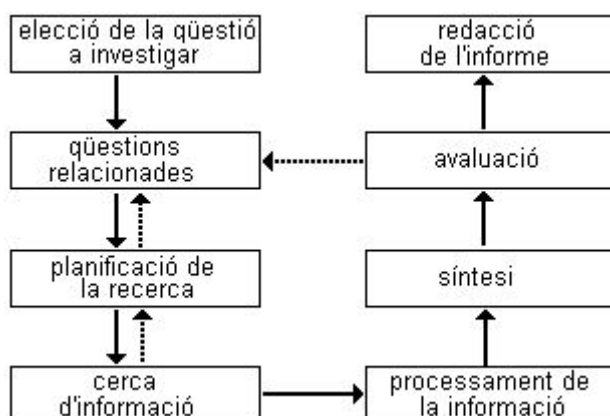 elecció de la qüestió
a investigar
qüestions
relacionades
planificació de
la recerca
cerca
d'informació
processament de
la informació
síntesi
avaluació
redacció
de l'informe